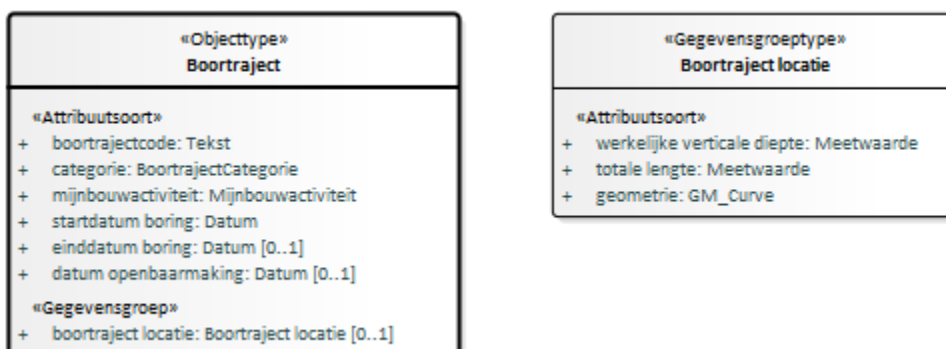 «Objecttype»
Boortraject
«Attribuutsoort»
+ boortrajectcode: Tekst
+ categorie: BoortrajectCategorie
+ mijnbouwactiviteit: Mijnbouwactiviteit
+ startdatum boring: Datum
+ einddatum boring: Datum [0..1]
+ datum openbaarmaking: Datum [0..1]
«Gegevensgroep»
+ boortraject locatie: Boortraject locatie [0..1]
«Gegevensgroeptype»
Boortraject locatie
«Attribuutsoort»
+ werkelijke verticale diepte: Meetwaarde
+ totale lengte: Meetwaarde
+ geometrie: GM_Curve